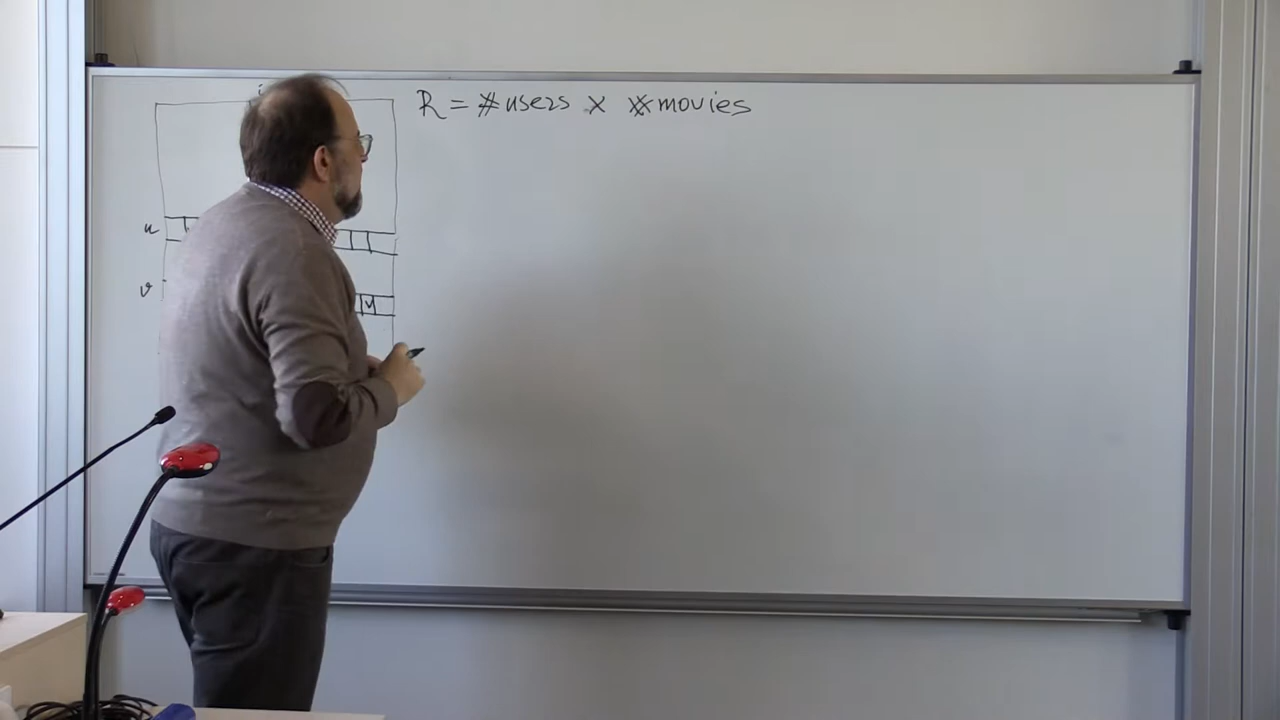 i
R = #users × #movies
u
v